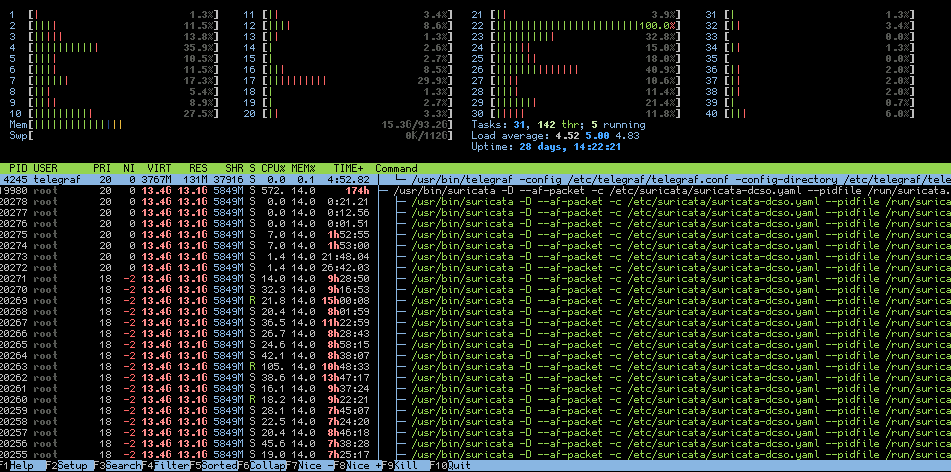 1 [ 1.3%] 11 [ 3.4%] 21 [ 3.9%] 31 [ 1.3%]
2 [ 11.5%] 12 [ 8.6%] 22 [ 100.0%] 32 [ 3.4%]
3 [ 13.8%] 13 [ 1.3%] 23 [ 32.8%] 33 [ 0.0%]
4 [ 35.9%] 14 [ 2.6%] 24 [ 15.0%] 34 [ 1.3%]
5 [ 10.5%] 15 [ 2.7%] 25 [ 18.0%] 35 [ 0.0%]
6 [ 11.5%] 16 [ 8.5%] 26 [ 40.9%] 36 [ 2.0%]
7 [ 17.3%] 17 [ 29.9%] 27 [ 10.6%] 37 [ 1.3%]
8 [ 5.4%] 18 [ 1.3%] 28 [ 11.4%] 38 [ 2.0%]
9 [ 8.9%] 19 [ 2.7%] 29 [ 21.4%] 39 [ 0.7%]
10 [ 27.5%] 20 [ 3.3%] 30 [ 11.8%] 40 [ 6.0%]
Mem[ 15.3G/93.2G] Tasks: 31, 142 thr; 5 running
Swp[ 0K/112G] Load average: 4.52 5.00 4.83
Uptime: 28 days, 14:22:21
PID USER PRI NI VIRT RES SHR S CPU% MEM% TIME+ Command
4245 telegraf 20 0 3767M 131M 37916 S 0.0 0.1 4:52.82 /usr/bin/telegraf -config /etc/telegraf/telegraf.conf -config-directory /etc/telegraf/tele
19980 root 20 0 13.4G 13.1G 5849M S 572. 14.0 174h /usr/bin/suricata -D --af-packet -c /etc/suricata/suricata-dcso.yaml --pidfile /run/suricata.
20278 root 20 0 13.4G 13.1G 5849M S 0.0 14.0 0:21.21 /usr/bin/suricata -D --af-packet -c /etc/suricata/suricata-dcso.yaml --pidfile /run/surica
20277 root 20 0 13.4G 13.1G 5849M S 0.0 14.0 0:12.56 /usr/bin/suricata -D --af-packet -c /etc/suricata/suricata-dcso.yaml --pidfile /run/surica
20276 root 20 0 13.4G 13.1G 5849M S 0.0 14.0 0:01.51 /usr/bin/suricata -D --af-packet -c /etc/suricata/suricata-dcso.yaml --pidfile /run/surica
20275 root 20 0 13.4G 13.1G 5849M S 7.0 14.0 1h52:55 /usr/bin/suricata -D --af-packet -c /etc/suricata/suricata-dcso.yaml --pidfile /run/surica
20274 root 20 0 13.4G 13.1G 5849M S 7.0 14.0 1h53:00 /usr/bin/suricata -D --af-packet -c /etc/suricata/suricata-dcso.yaml --pidfile /run/surica
20273 root 20 0 13.4G 13.1G 5849M S 1.4 14.0 21:48.04 /usr/bin/suricata -D --af-packet -c /etc/suricata/suricata-dcso.yaml --pidfile /run/surica
20272 root 20 0 13.4G 13.1G 5849M S 1.4 14.0 26:42.03 /usr/bin/suricata -D --af-packet -c /etc/suricata/suricata-dcso.yaml --pidfile /run/surica
20271 root 18 -2 13.4G 13.1G 5849M S 14.0 14.0 9h28:50 /usr/bin/suricata -D --af-packet -c /etc/suricata/suricata-dcso.yaml --pidfile /run/surica
20270 root 18 -2 13.4G 13.1G 5849M S 32.3 14.0 9h16:53 /usr/bin/suricata -D --af-packet -c /etc/suricata/suricata-dcso.yaml --pidfile /run/surica
20269 root 18 -2 13.4G 13.1G 5849M R 21.8 14.0 15h00:08 /usr/bin/suricata -D --af-packet -c /etc/suricata/suricata-dcso.yaml --pidfile /run/surica
20268 root 18 -2 13.4G 13.1G 5849M S 20.4 14.0 8h01:59 /usr/bin/suricata -D --af-packet -c /etc/suricata/suricata-dcso.yaml --pidfile /run/surica
20267 root 18 -2 13.4G 13.1G 5849M S 36.5 14.0 11h22:59 /usr/bin/suricata -D --af-packet -c /etc/suricata/suricata-dcso.yaml --pidfile /run/surica
20266 root 18 -2 13.4G 13.1G 5849M S 26.7 14.0 8h28:43 /usr/bin/suricata -D --af-packet -c /etc/suricata/suricata-dcso.yaml --pidfile /run/surica
20265 root 18 -2 13.4G 13.1G 5849M S 24.6 14.0 8h58:15 /usr/bin/suricata -D --af-packet -c /etc/suricata/suricata-dcso.yaml --pidfile /run/surica
20264 root 18 -2 13.4G 13.1G 5849M S 42.1 14.0 8h38:07 /usr/bin/suricata -D --af-packet -c /etc/suricata/suricata-dcso.yaml --pidfile /run/surica
20263 root 18 -2 13.4G 13.1G 5849M R 105. 14.0 10h48:33 /usr/bin/suricata -D --af-packet -c /etc/suricata/suricata-dcso.yaml --pidfile /run/surica
20262 root 18 -2 13.4G 13.1G 5849M S 38.6 14.0 13h47:17 /usr/bin/suricata -D --af-packet -c /etc/suricata/suricata-dcso.yaml --pidfile /run/surica
20261 root 18 -2 13.4G 13.1G 5849M S 16.1 14.0 9h37:24 /usr/bin/suricata -D --af-packet -c /etc/suricata/suricata-dcso.yaml --pidfile /run/surica
20260 root 18 -2 13.4G 13.1G 5849M R 18.2 14.0 9h22:21 /usr/bin/suricata -D --af-packet -c /etc/suricata/suricata-dcso.yaml --pidfile /run/surica
20259 root 18 -2 13.4G 13.1G 5849M S 28.1 14.0 7h45:07 /usr/bin/suricata -D --af-packet -c /etc/suricata/suricata-dcso.yaml --pidfile /run/surica
20258 root 18 -2 13.4G 13.1G 5849M S 22.5 14.0 7h24:20 /usr/bin/suricata -D --af-packet -c /etc/suricata/suricata-dcso.yaml --pidfile /run/surica
20257 root 18 -2 13.4G 13.1G 5849M S 20.4 14.0 8h46:18 /usr/bin/suricata -D --af-packet -c /etc/suricata/suricata-dcso.yaml --pidfile /run/surica
20256 root 18 -2 13.4G 13.1G 5849M S 45.6 14.0 7h38:28 /usr/bin/suricata -D --af-packet -c /etc/suricata/suricata-dcso.yaml --pidfile /run/surica
20255 root 18 -2 13.4G 13.1G 5849M S 19.0 14.0 7h25:17 /usr/bin/suricata -D --af-packet -c /etc/suricata/suricata-dcso.yaml --pidfile /run/surica
F1Help F2Setup F3SearchF4FilterF5SortedF6CollapF7Nice -F8Nice +F9Kill F10Quit